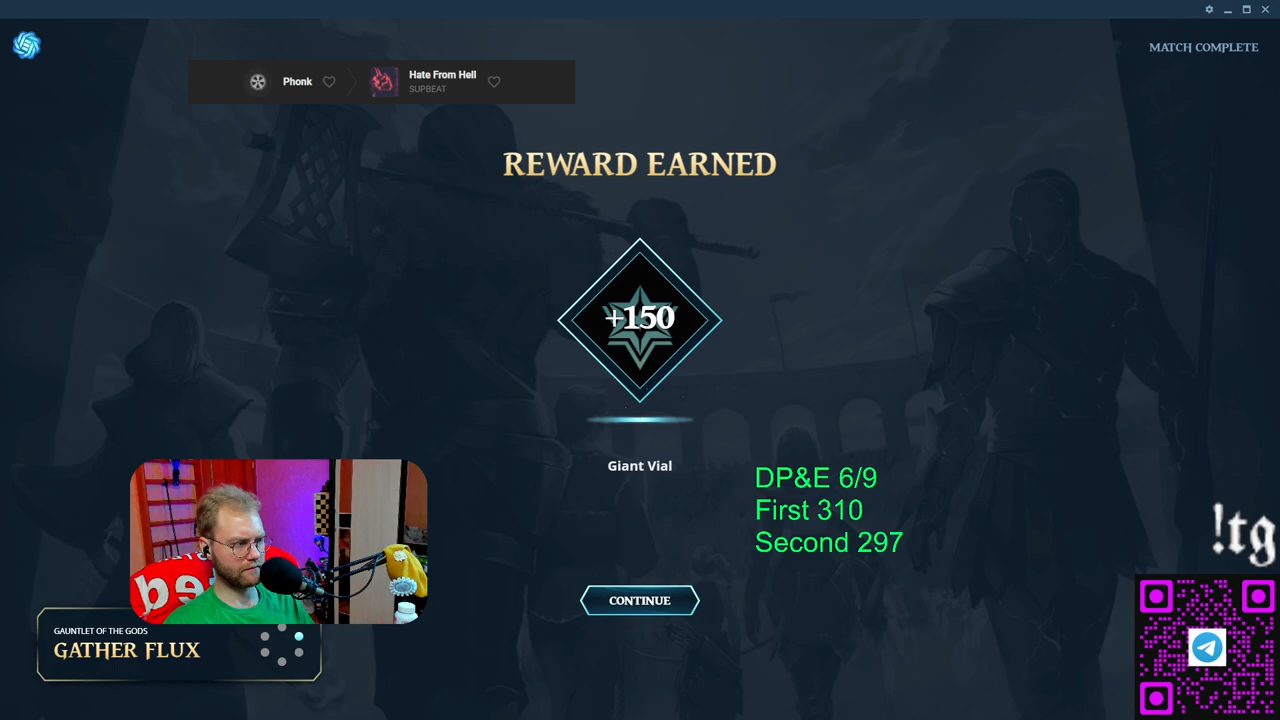 MATCH COMPLETE
Phonk
Hate From Hell
SUPBEAT
REWARD EARNED
+150
Giant Vial
DP&E 6/9
First 310
Second 297
!tg
CONTINUE
GAUNTLET OF THE GODS
GATHER FLUX